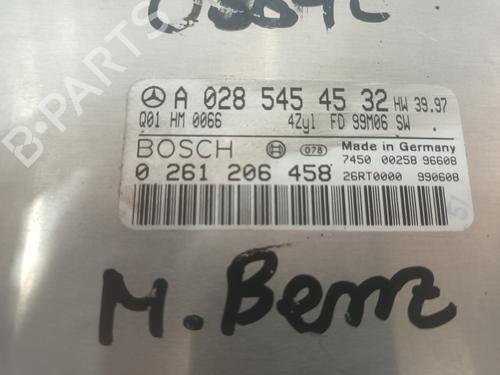 B-PARTS
A 028 545 45 32 HW 39.97
Q01 HM 0066 4Zyl FD 99M06 SW
BOSCH 078 Made in Germany
7450 00258 96608
0 261 206 458 26RT0000 990608
M. Benz